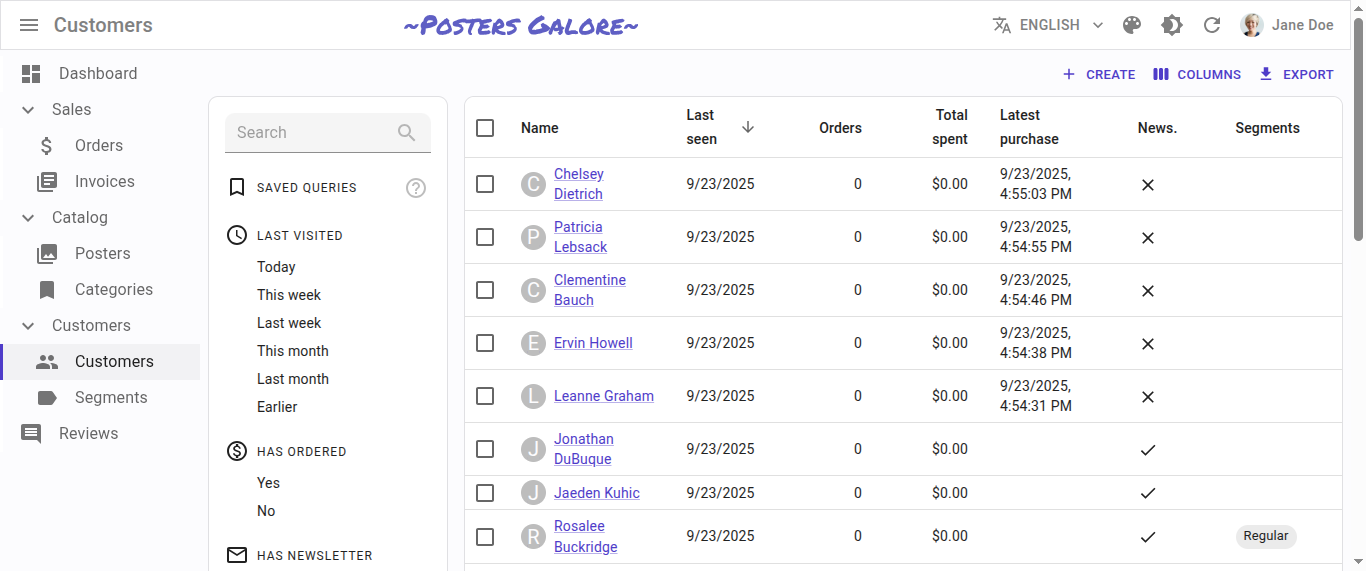 Customers
~Posters Galore~
ENGLISH
Jane Doe
Dashboard
Sales
Orders
Invoices
Catalog
Posters
Categories
Customers
Customers
Segments
Reviews
CREATE
COLUMNS
EXPORT
Search
SAVED QUERIES
?
LAST VISITED
Today
This week
Last week
This month
Last month
Earlier
HAS ORDERED
Yes
No
HAS NEWSLETTER
Name
Last
seen
Orders
Total
spent
Latest
purchase
News.
Segments
C
Chelsey
Dietrich
9/23/2025
0
$0.00
9/23/2025,
4:55:03 PM
P
Patricia
Lebsack
9/23/2025
0
$0.00
9/23/2025,
4:54:55 PM
C
Clementine
Bauch
9/23/2025
0
$0.00
9/23/2025,
4:54:46 PM
E
Ervin Howell
9/23/2025
0
$0.00
9/23/2025,
4:54:38 PM
L
Leanne Graham
9/23/2025
0
$0.00
9/23/2025,
4:54:31 PM
J
Jonathan
DuBuque
9/23/2025
0
$0.00
J
Jaeden Kuhic
9/23/2025
0
$0.00
R
Rosalee
Buckridge
9/23/2025
0
$0.00
Regular